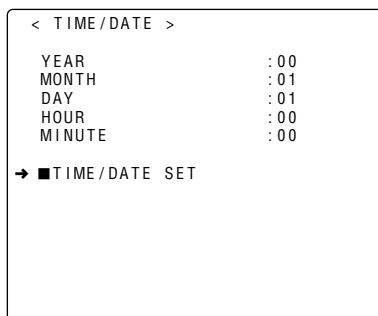 < TIME/DATE >
YEAR :00
MONTH :01
DAY :01
HOUR :00
MINUTE :00
➔ ■TIME/DATE SET